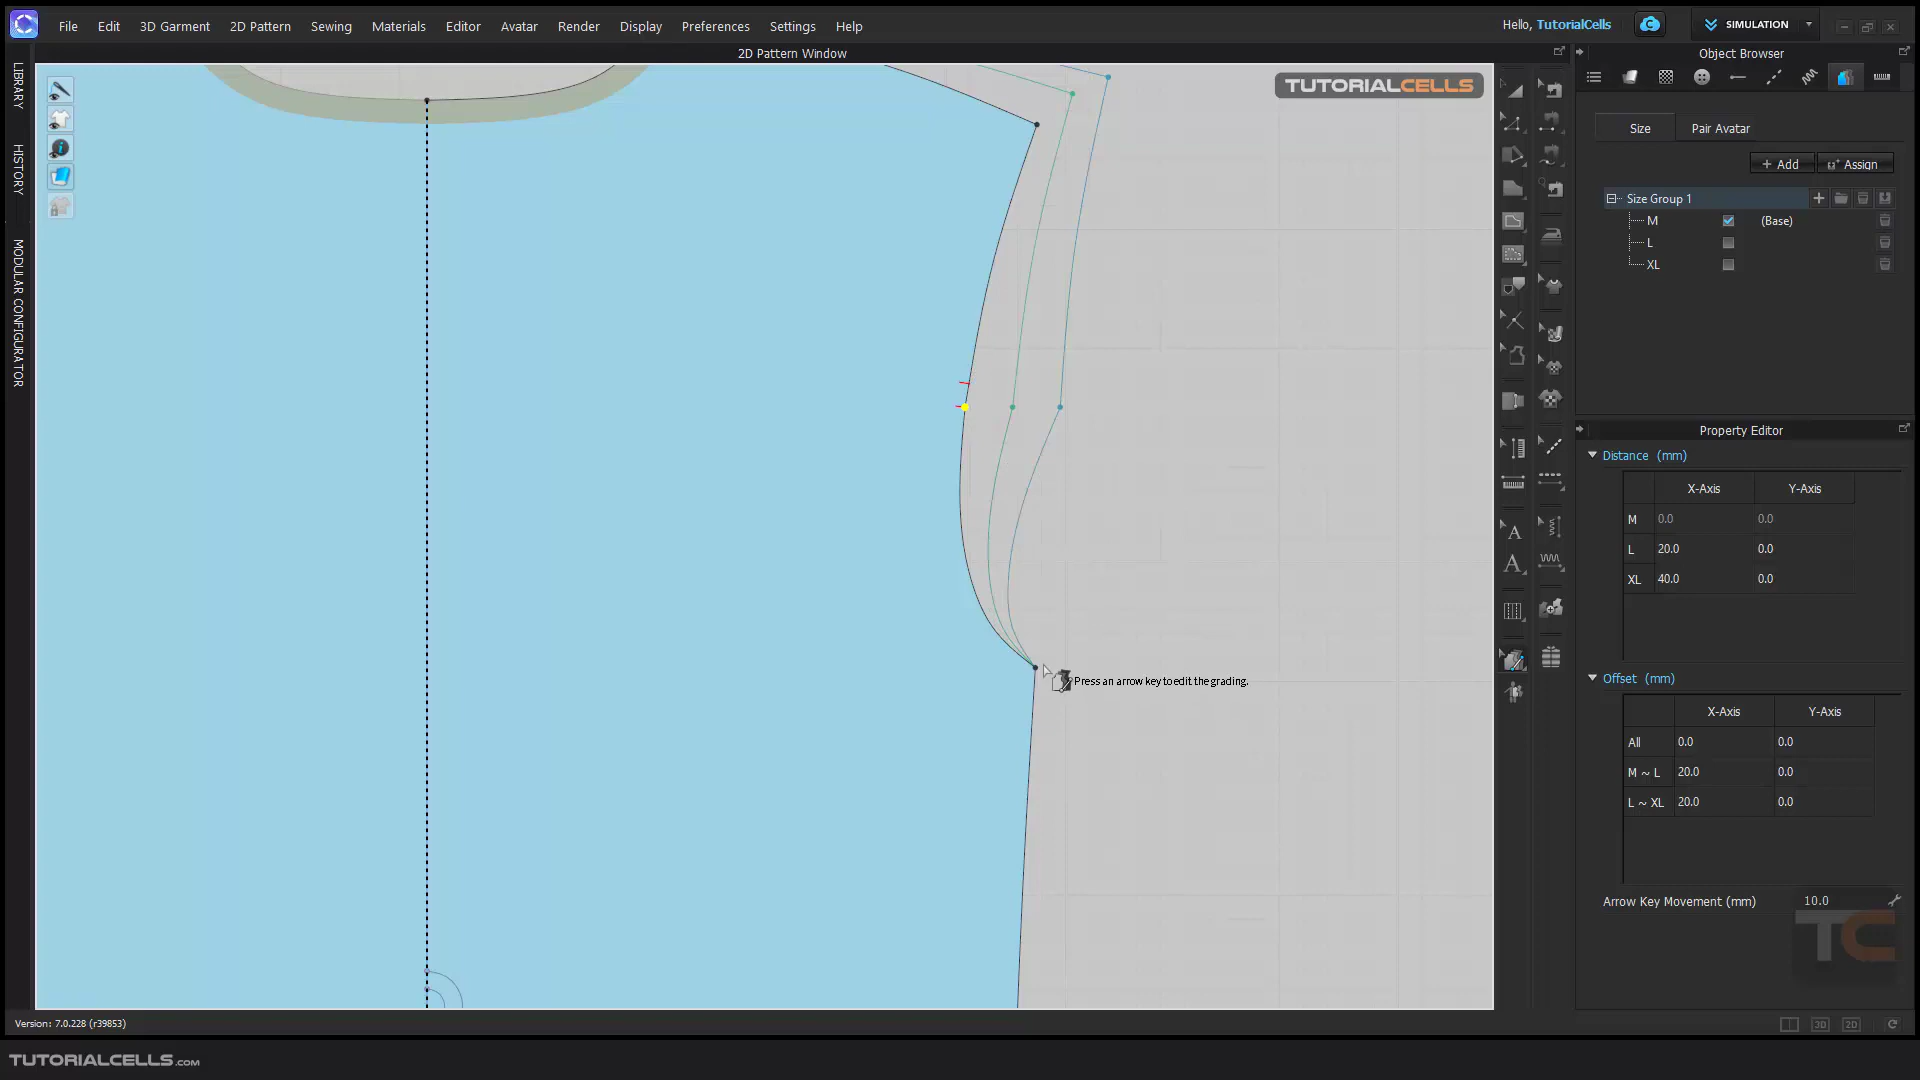 File Edit 3D Garment 2D Pattern Sewing Materials Editor Avatar Render Display Preferences Settings Help
Hello, TutorialCells
SIMULATION
2D Pattern Window
Object Browser
LIBRARY
HISTORY
MODULAR CONFIGURATOR
TUTORIALCELLS
Size Pair Avatar
+ Add Assign
Size Group 1
M (Base)
L
XL
Press an arrow key to edit the grading.
Property Editor
Distance (mm)
X-Axis Y-Axis
M 0.0 0.0
L 20.0 0.0
XL 40.0 0.0
Offset (mm)
X-Axis Y-Axis
All 0.0 0.0
M ~ L 20.0 0.0
L ~ XL 20.0 0.0
Arrow Key Movement (mm) 10.0
TC
A
A
Version: 7.0.228 (r39853)
3D 2D
TUTORIALCELLS.COM